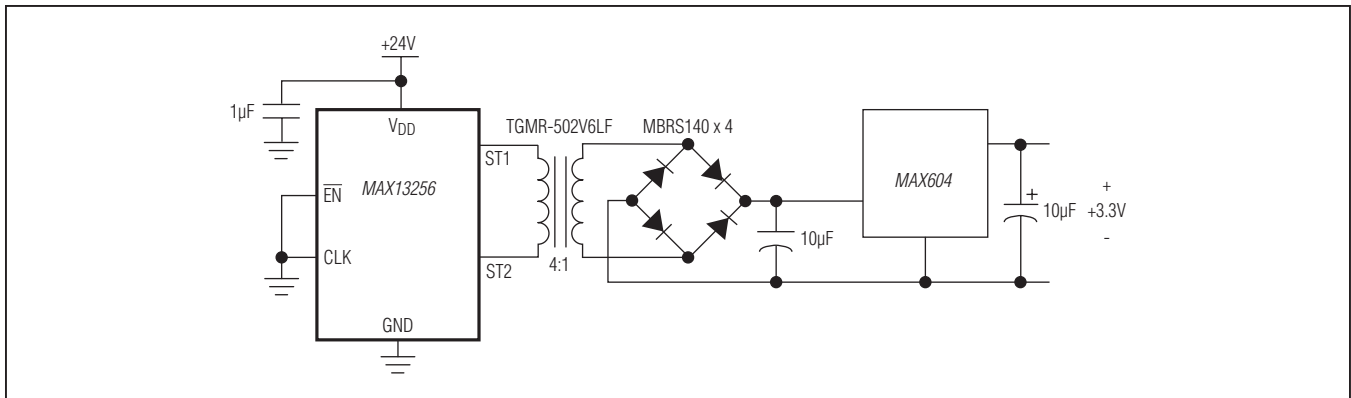 +24V
1µF
VDD
TGMR-502V6LF
MBRS140 x 4
ST1
EN
MAX13256
MAX604
+
+
10µF
+3.3V
-
10µF
CLK
ST2
4:1
GND